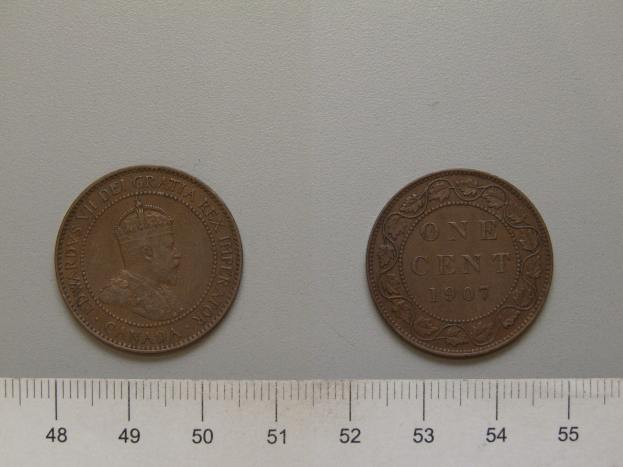 EDWARDVS VII DEI GRATIA REX IMPERATOR
CANADA
ONE
CENT
1907
48 49 50 51 52 53 54 55